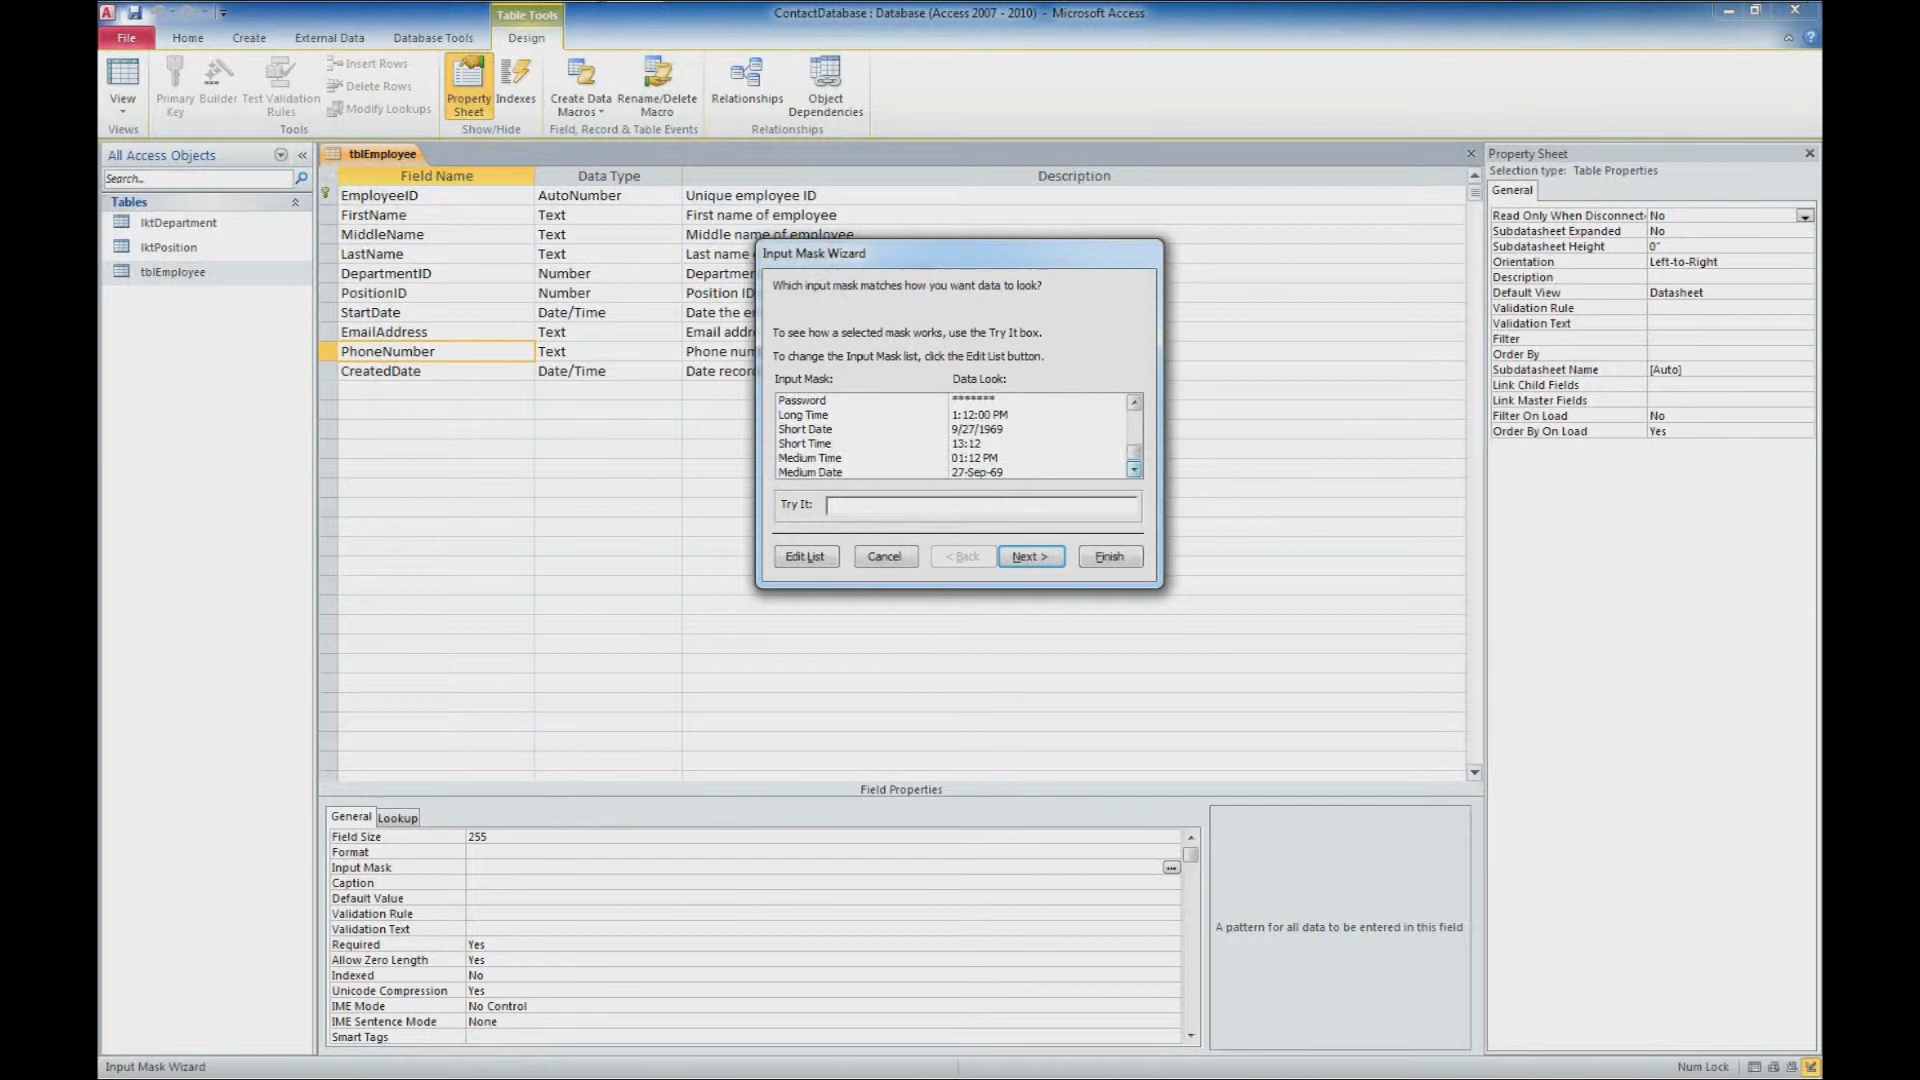 Table Tools
ContactDatabase : Database (Access 2007 - 2010) - Microsoft Access
File Home Create External Data Database Tools Design
View
Primary Key
Builder
Test Validation Rules
Insert Rows
Delete Rows
Modify Lookups
Property Sheet
Indexes
Create Data Macros
Rename/Delete Macro
Relationships
Object Dependencies
Views Tools Show/Hide Field, Record & Table Events Relationships
All Access Objects
Search...
Tables
lktDepartment
lktPosition
tblEmployee
tblEmployee
Field Name Data Type Description
EmployeeID AutoNumber Unique employee ID
FirstName Text First name of employee
MiddleName Text Middle name of employee
LastName Text Last name
DepartmentID Number Departmen
PositionID Number Position ID
StartDate Date/Time Date the e
EmailAddress Text Email addr
PhoneNumber Text Phone num
CreatedDate Date/Time Date recor
Input Mask Wizard
Which input mask matches how you want data to look?
To see how a selected mask works, use the Try It box.
To change the Input Mask list, click the Edit List button.
Input Mask: Data Look:
Password *******
Long Time 1:12:00 PM
Short Date 9/27/1969
Short Time 13:12
Medium Time 01:12 PM
Medium Date 27-Sep-69
Try It:
Edit List Cancel < Back Next > Finish
Property Sheet
Selection type: Table Properties
General
Read Only When Disconnect No
Subdatasheet Expanded No
Subdatasheet Height 0"
Orientation Left-to-Right
Description
Default View Datasheet
Validation Rule
Validation Text
Filter
Order By
Subdatasheet Name [Auto]
Link Child Fields
Link Master Fields
Filter On Load No
Order By On Load Yes
Field Properties
General Lookup
Field Size 255
Format
Input Mask
Caption
Default Value
Validation Rule
Validation Text
Required Yes
Allow Zero Length Yes
Indexed No
Unicode Compression Yes
IME Mode No Control
IME Sentence Mode None
Smart Tags
A pattern for all data to be entered in this field
Input Mask Wizard
Num Lock